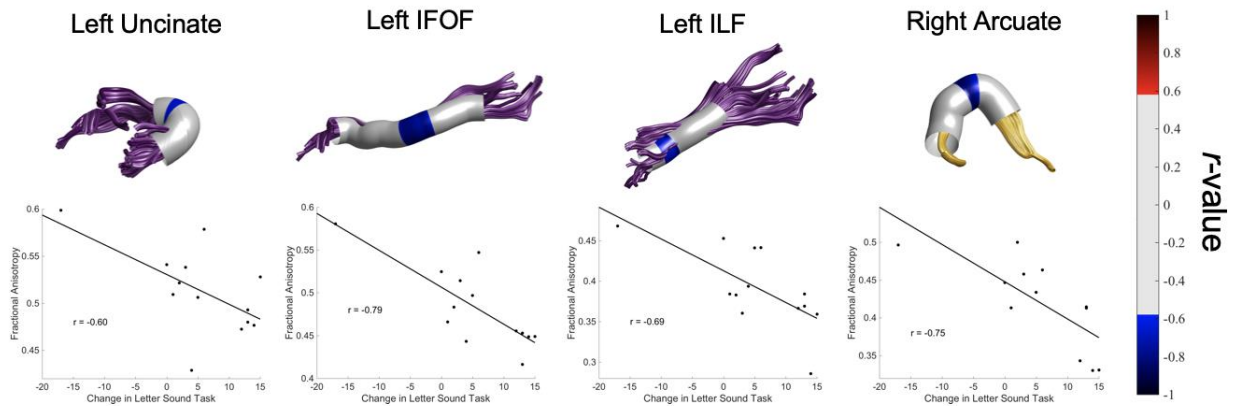 Left Uncinate
Left IFOF
Left ILF
Right Arcuate
1
0.8
0.6
0.4
0.2
0
-0.2
-0.4
-0.6
-0.8
-1
r-value
0.6
0.55
0.5
0.45
Fractional Anisotropy
r = -0.60
-20 -15 -10 -5 0 5 10 15
Change in Letter Sound Task
0.6
0.55
0.5
0.45
0.4
Fractional Anisotropy
r = -0.79
-20 -15 -10 -5 0 5 10 15
Change in Letter Sound Task
0.45
0.4
0.35
0.3
Fractional Anisotropy
r = -0.69
-20 -15 -10 -5 0 5 10 15
Change in Letter Sound Task
0.5
0.45
0.4
0.35
Fractional Anisotropy
r = -0.75
-20 -15 -10 -5 0 5 10 15
Change in Letter Sound Task